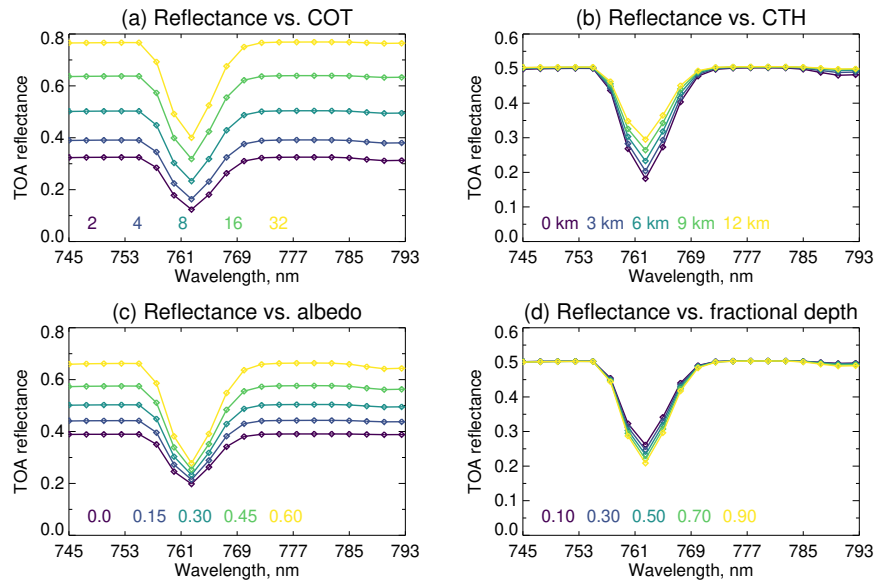 (a) Reflectance vs. COT
0.8
0.6
0.4
0.2
0.0
TOA reflectance
2 4 8 16 32
745 753 761 769 777 785 793
Wavelength, nm
(b) Reflectance vs. CTH
0.6
0.5
0.4
0.3
0.2
0.1
0.0
TOA reflectance
0 km 3 km 6 km 9 km 12 km
745 753 761 769 777 785 793
Wavelength, nm
(c) Reflectance vs. albedo
0.8
0.6
0.4
0.2
0.0
TOA reflectance
0.0 0.15 0.30 0.45 0.60
745 753 761 769 777 785 793
Wavelength, nm
(d) Reflectance vs. fractional depth
0.6
0.5
0.4
0.3
0.2
0.1
0.0
TOA reflectance
0.10 0.30 0.50 0.70 0.90
745 753 761 769 777 785 793
Wavelength, nm